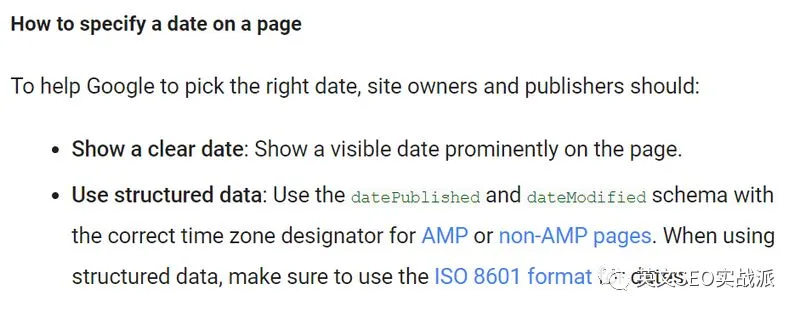 How to specify a date on a page
To help Google to pick the right date, site owners and publishers should:
• Show a clear date: Show a visible date prominently on the page.
• Use structured data: Use the datePublished and dateModified schema with
the correct time zone designator for AMP or non-AMP pages. When using
structured data, make sure to use the ISO 8601 format
英文SEO实战派